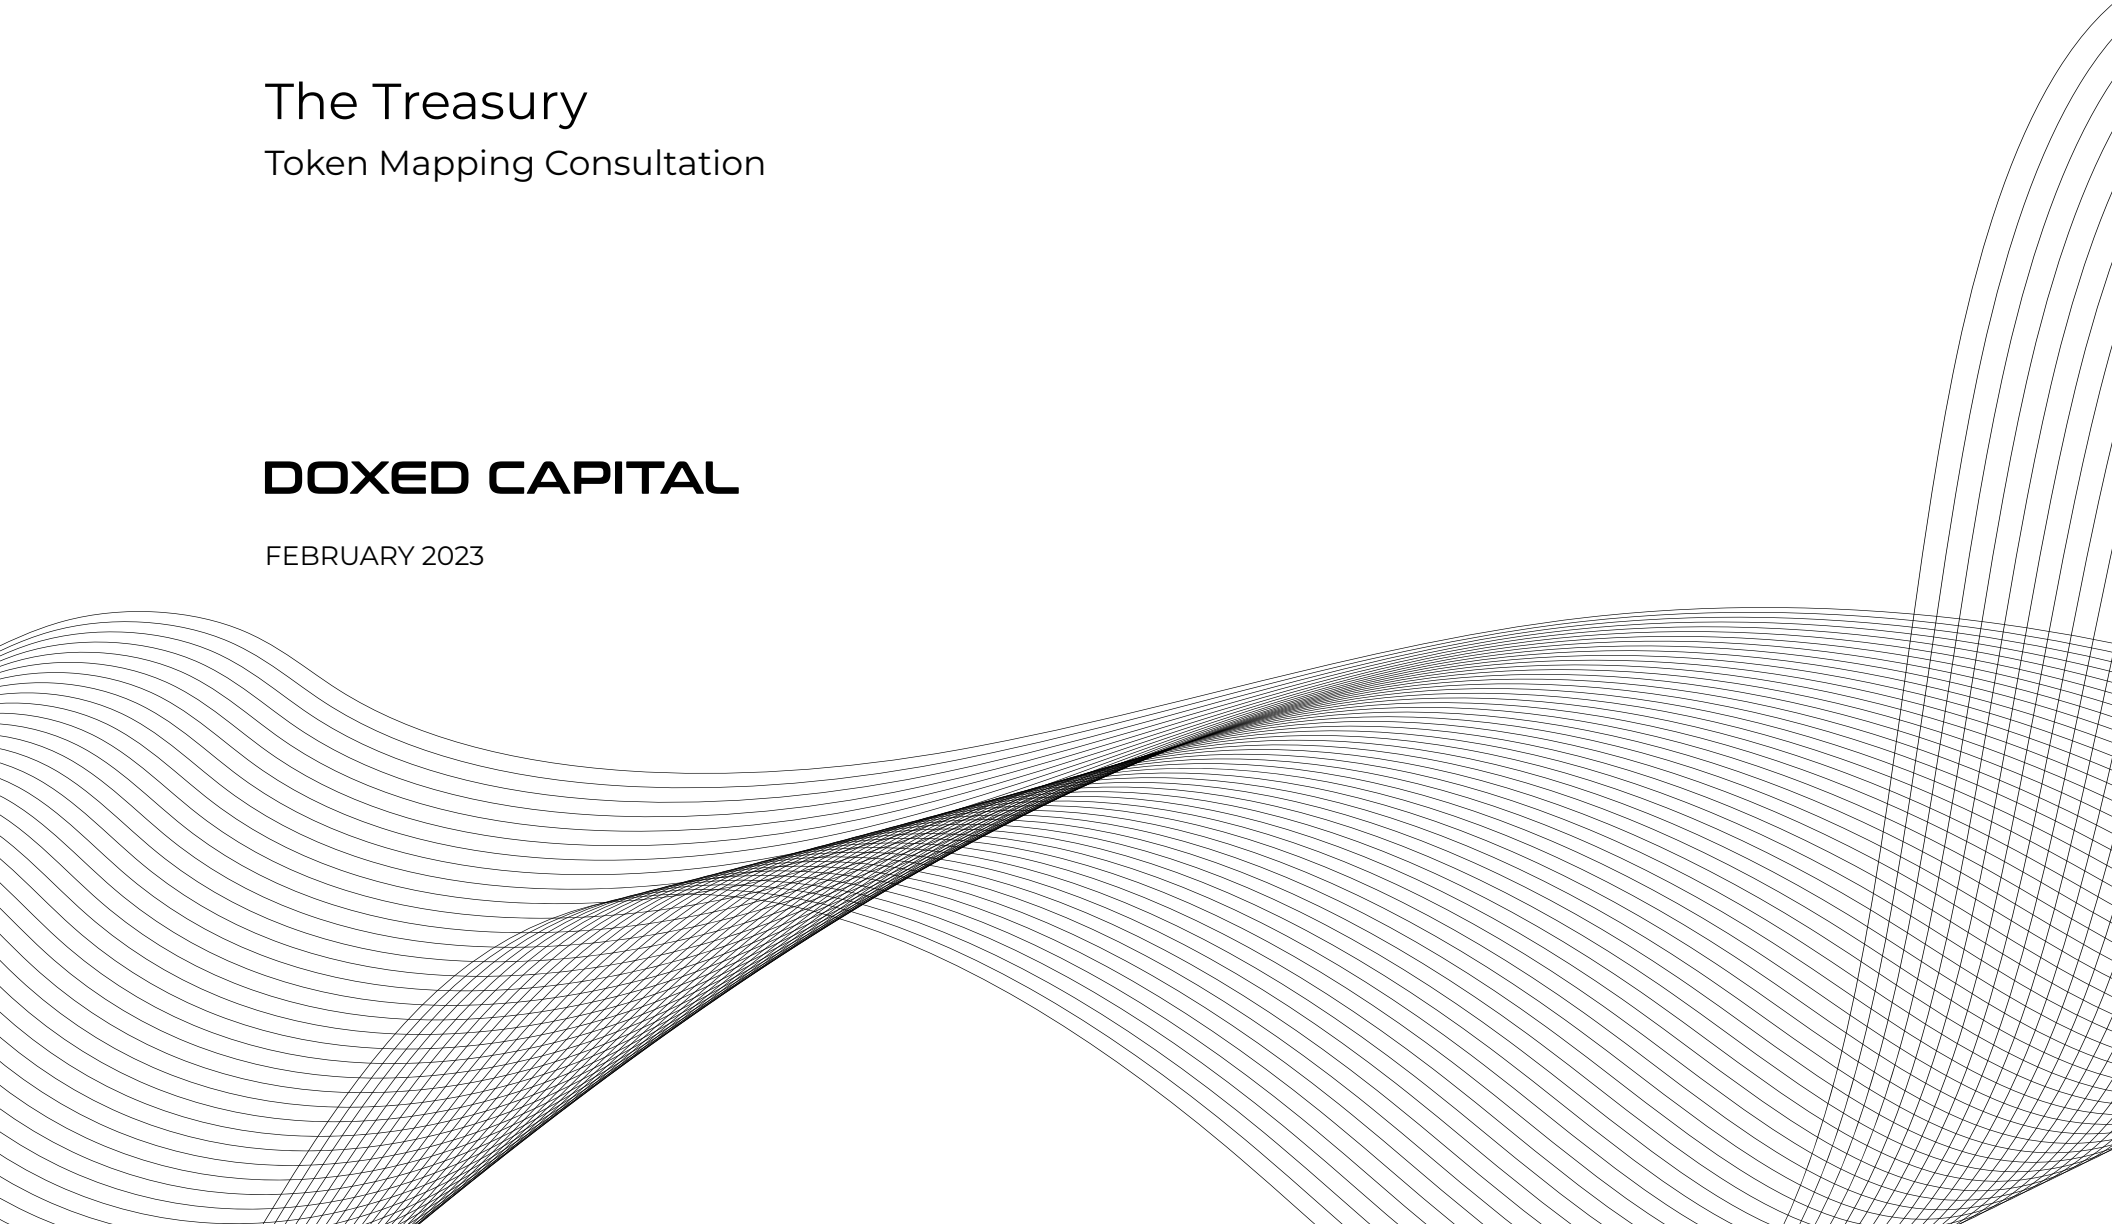 The Treasury
Token Mapping Consultation
DOXED CAPITAL
FEBRUARY 2023